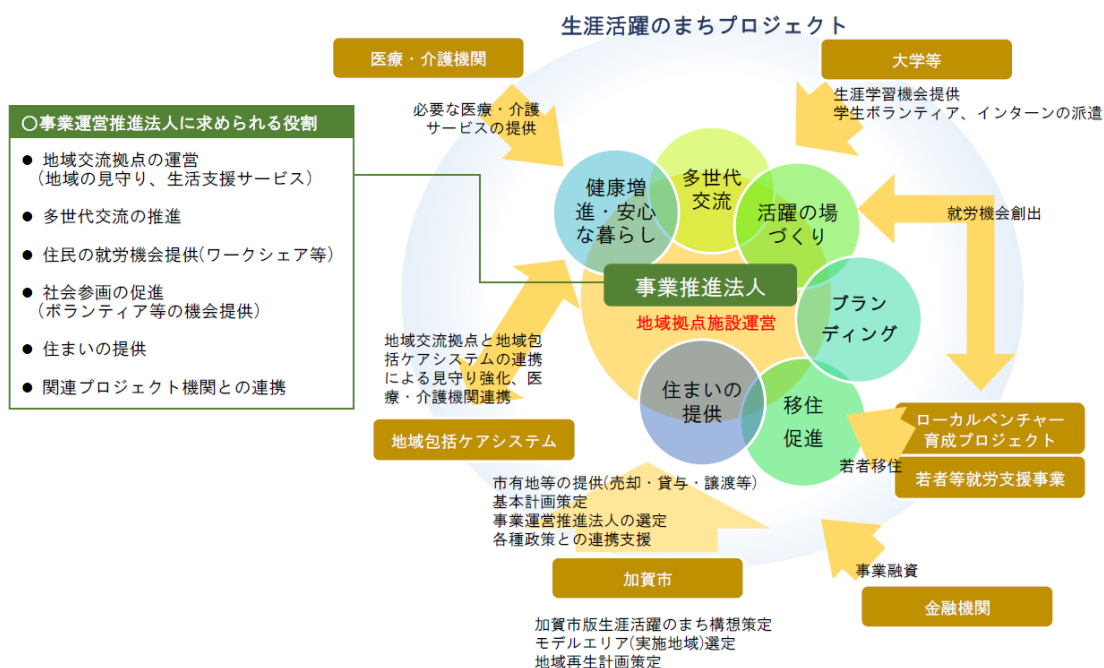 生涯活躍のまちプロジェクト
医療・介護機関
大学等
必要な医療・介護
サービスの提供
生涯学習機会提供
学生ボランティア、インターンの派遣
〇事業運営推進法人に求められる役割
● 地域交流拠点の運営
(地域の見守り、生活支援サービス)
● 多世代交流の推進
● 住民の就労機会提供(ワークシェア等)
● 社会参画の促進
(ボランティア等の機会提供)
● 住まいの提供
● 関連プロジェクト機関との連携
健康増
進・安心
な暮らし
多世代
交流
活躍の場
づくり
就労機会創出
事業推進法人
地域拠点施設運営
ブラン
ディング
住まいの
提供
移住
促進
地域交流拠点と地域包
括ケアシステムの連携
による見守り強化、医
療・介護機関連携
地域包括ケアシステム
ローカルベンチャー
育成プロジェクト
若者移住
若者等就労支援事業
市有地等の提供(売却・貸与・譲渡等)
基本計画策定
事業運営推進法人の選定
各種政策との連携支援
加賀市
事業融資
金融機関
加賀市版生涯活躍のまち構想策定
モデルエリア(実施地域)選定
地域再生計画策定